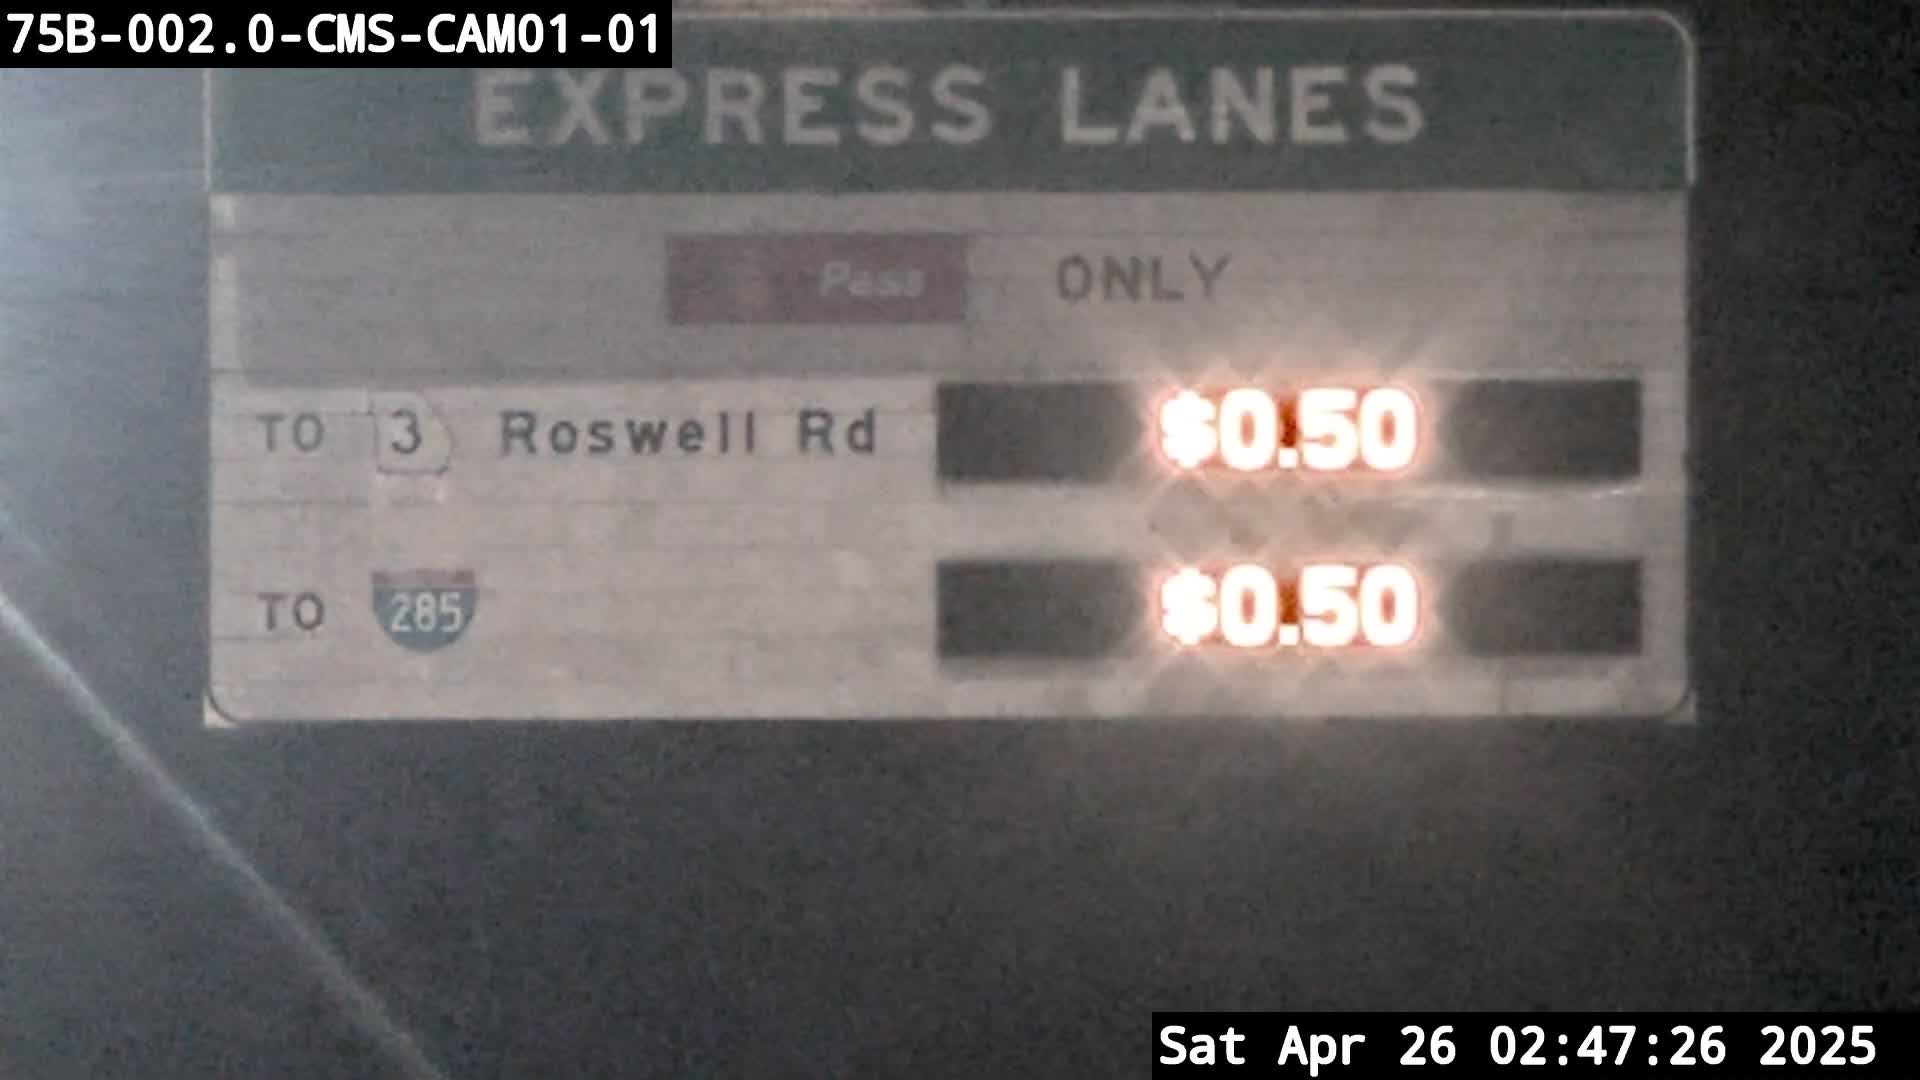 75B-002.0-CMS-CAM01-01
EXPRESS LANES
Pass ONLY
TO 3 Roswell Rd $0.50
TO 285 $0.50
Sat Apr 26 02:47:26 2025